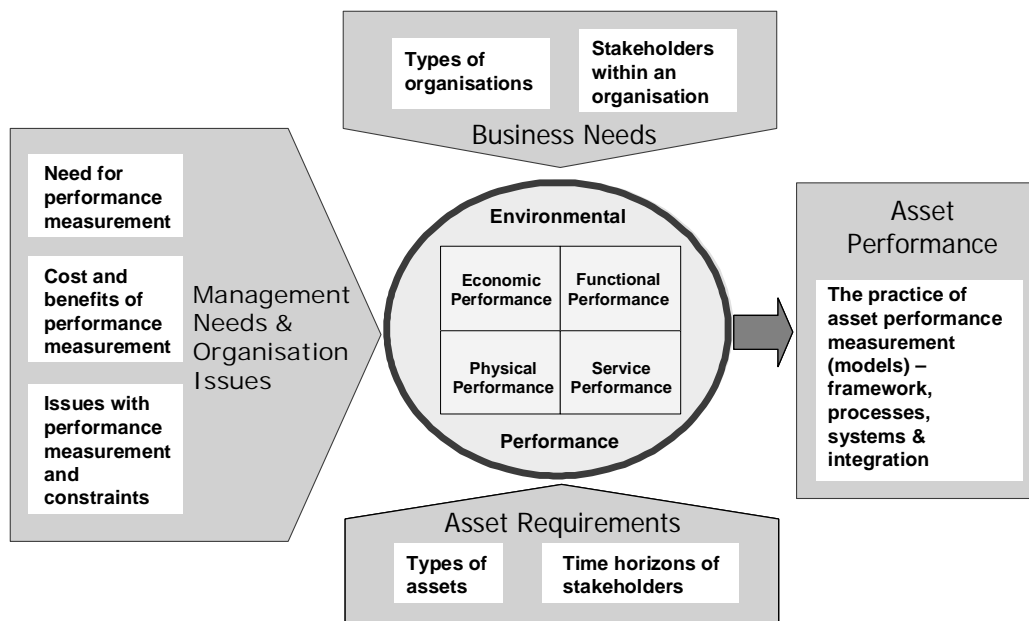 Types of
organisations
Stakeholders
within an
organisation
Business Needs
Need for
performance
measurement
Cost and
benefits of
performance
measurement
Issues with
performance
measurement
and
constraints
Management
Needs &
Organisation
Issues
Environmental
Economic
Performance
Functional
Performance
Physical
Performance
Service
Performance
Performance
Asset
Performance
The practice of
asset performance
measurement
(models) –
framework,
processes,
systems &
integration
Asset Requirements
Types of
assets
Time horizons of
stakeholders